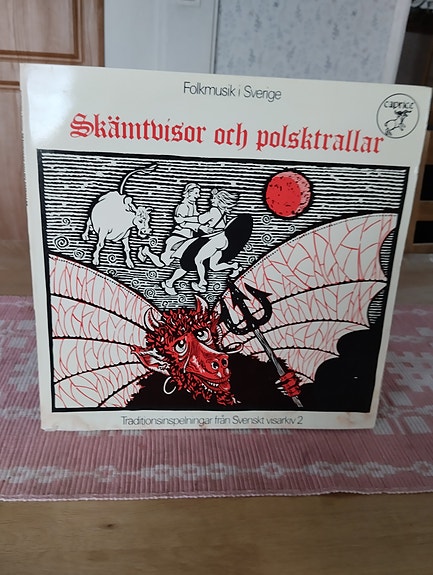 Folkmusik i Sverige
caprice
Skämtvisor och polsktrallar
Traditionsinspelningar från Svenskt visarkiv 2